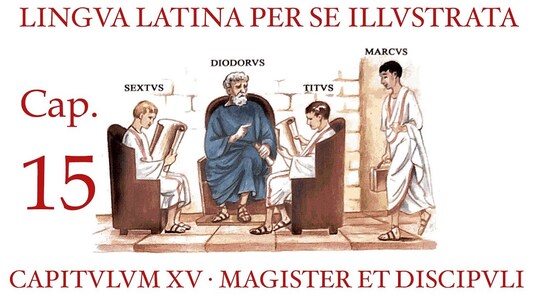 LINGVA LATINA PER SE ILLVSTRATA
MARCVS
DIODORVS
SEXTVS
TITVS
Cap.
15
CAPITVLVM XV · MAGISTER ET DISCIPVLI